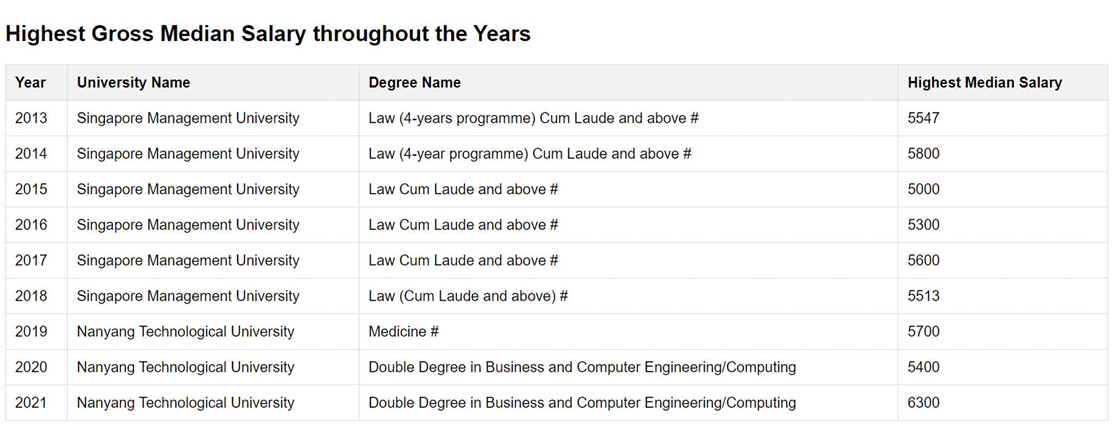 Highest Gross Median Salary throughout the Years
Year University Name Degree Name Highest Median Salary
2013 Singapore Management University Law (4-years programme) Cum Laude and above # 5547
2014 Singapore Management University Law (4-year programme) Cum Laude and above # 5800
2015 Singapore Management University Law Cum Laude and above # 5000
2016 Singapore Management University Law Cum Laude and above # 5300
2017 Singapore Management University Law Cum Laude and above # 5600
2018 Singapore Management University Law (Cum Laude and above) # 5513
2019 Nanyang Technological University Medicine # 5700
2020 Nanyang Technological University Double Degree in Business and Computer Engineering/Computing 5400
2021 Nanyang Technological University Double Degree in Business and Computer Engineering/Computing 6300